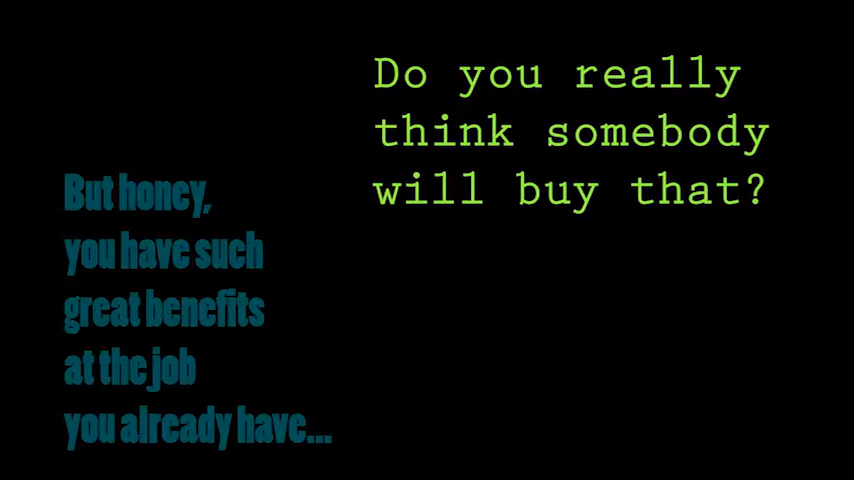 Do you really
think somebody
will buy that?
But honey,
you have such
great benefits
at the job
you already have...